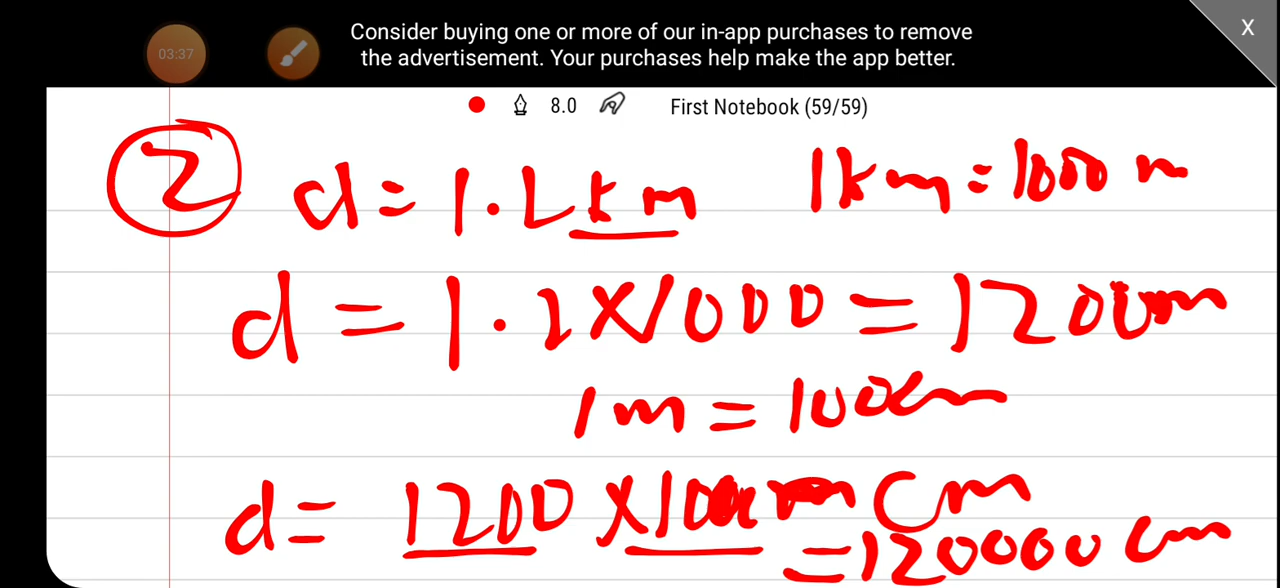 Consider buying one or more of our in-app purchases to remove
the advertisement. Your purchases help make the app better.
X
03:37
8.0 First Notebook (59/59)
2 d = 1.2 km 1km = 1000 m
d = 1.2 × 1000 = 1200m
1m = 100cm
d = 1200 × 100 cm
= 120000 cm